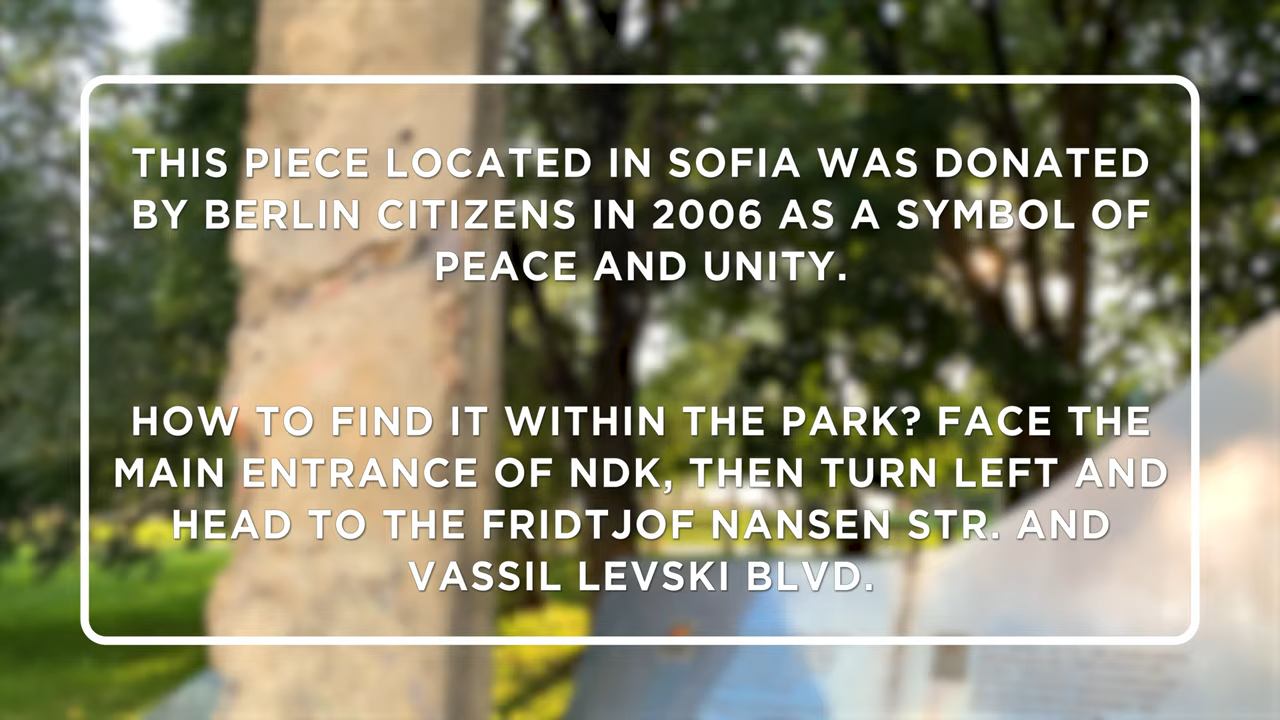 THIS PIECE LOCATED IN SOFIA WAS DONATED
BY BERLIN CITIZENS IN 2006 AS A SYMBOL OF
PEACE AND UNITY.
HOW TO FIND IT WITHIN THE PARK? FACE THE
MAIN ENTRANCE OF NDK, THEN TURN LEFT AND
HEAD TO THE FRIDTJOF NANSEN STR. AND
VASSIL LEVSKI BLVD.